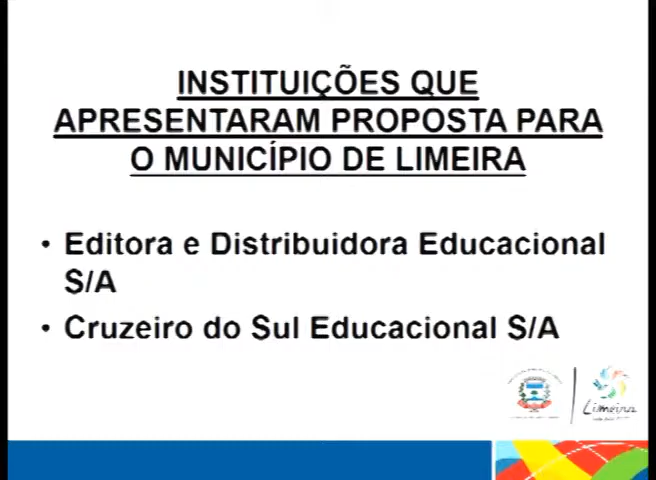 INSTITUIÇÕES QUE
APRESENTARAM PROPOSTA PARA
O MUNICÍPIO DE LIMEIRA
• Editora e Distribuidora Educacional
S/A
• Cruzeiro do Sul Educacional S/A
Limeira